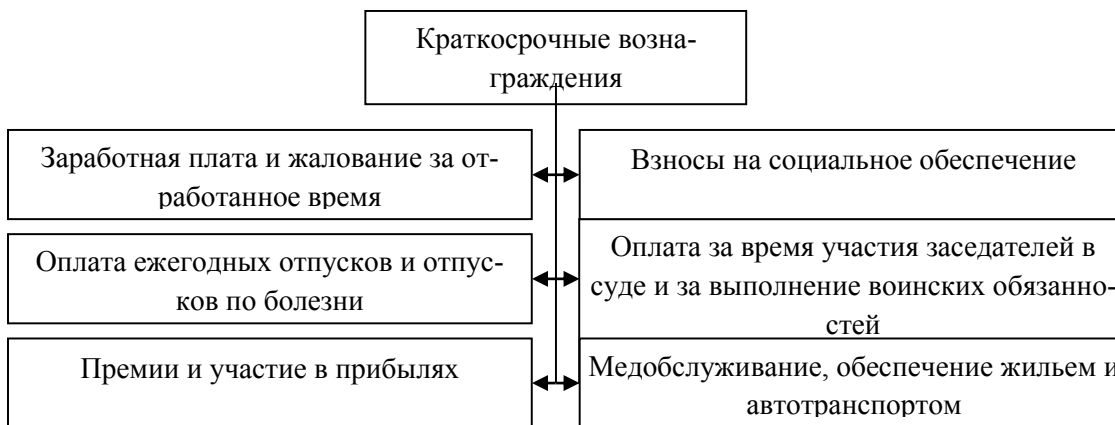 Краткосрочные возна-
граждения
Заработная плата и жалование за от-
работанное время
Взносы на социальное обеспечение
Оплата ежегодных отпусков и отпус-
ков по болезни
Оплата за время участия заседателей в
суде и за выполнение воинских обязанно-
стей
Премии и участие в прибылях
Медобслуживание, обеспечение жильем и
автотранспортом